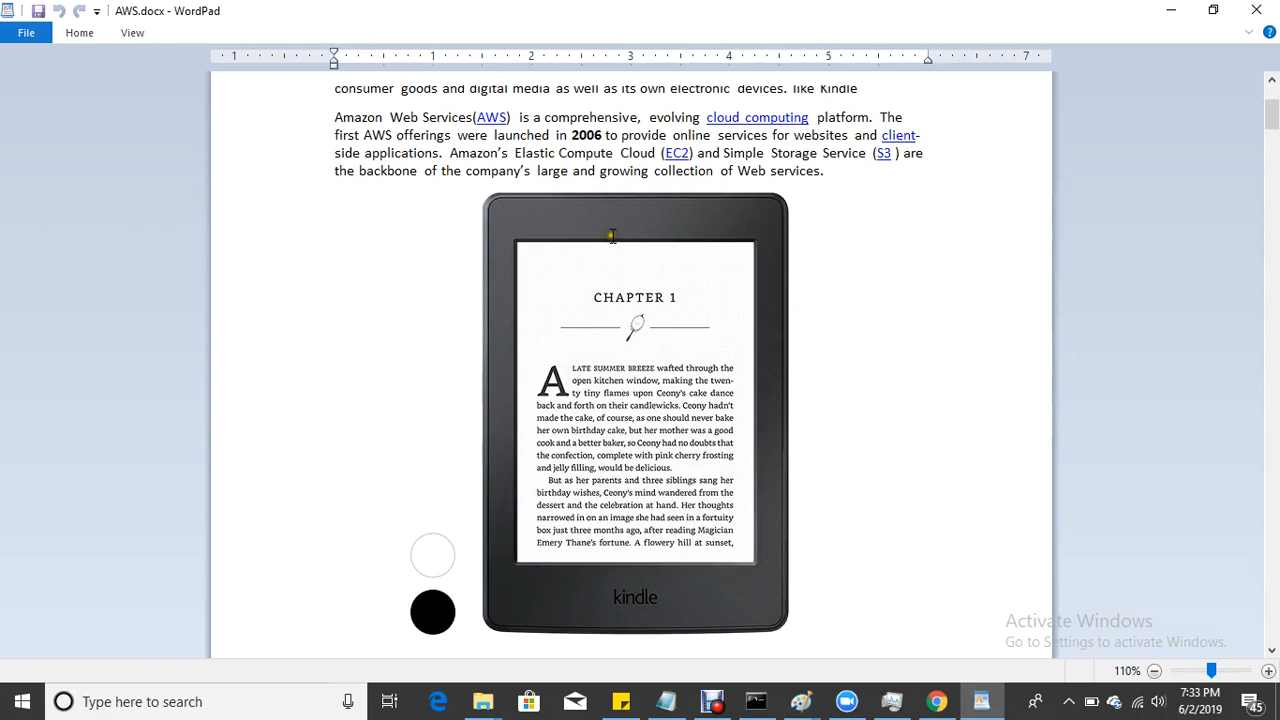 AWS.docx - WordPad
File Home View
1 1 2 3 4 5 7
consumer goods and digital media as well as its own electronic devices. like Kindle
Amazon Web Services(AWS) is a comprehensive, evolving cloud computing platform. The
first AWS offerings were launched in 2006 to provide online services for websites and client-
side applications. Amazon's Elastic Compute Cloud (EC2) and Simple Storage Service (S3 ) are
the backbone of the company's large and growing collection of Web services.
CHAPTER 1
A LATE SUMMER BREEZE wafted through the
open kitchen window, making the twen-
ty tiny flames upon Ceony's cake dance
back and forth on their candlewicks. Ceony hadn't
made the cake, of course, as one should never bake
her own birthday cake, but her mother was a good
cook and a better baker, so Ceony had no doubts that
the confection, complete with pink cherry frosting
and jelly filling, would be delicious.
But as her parents and three siblings sang her
birthday wishes, Ceony's mind wandered from the
dessert and the celebration at hand. Her thoughts
narrowed in on an image she had seen in a fortuity
box just three months ago, after reading Magician
Emery Thane's fortune. A flowery hill at sunset,
kindle
Activate Windows
Go to Settings to activate Windows.
110%
Type here to search
7:33 PM
6/2/2019
45